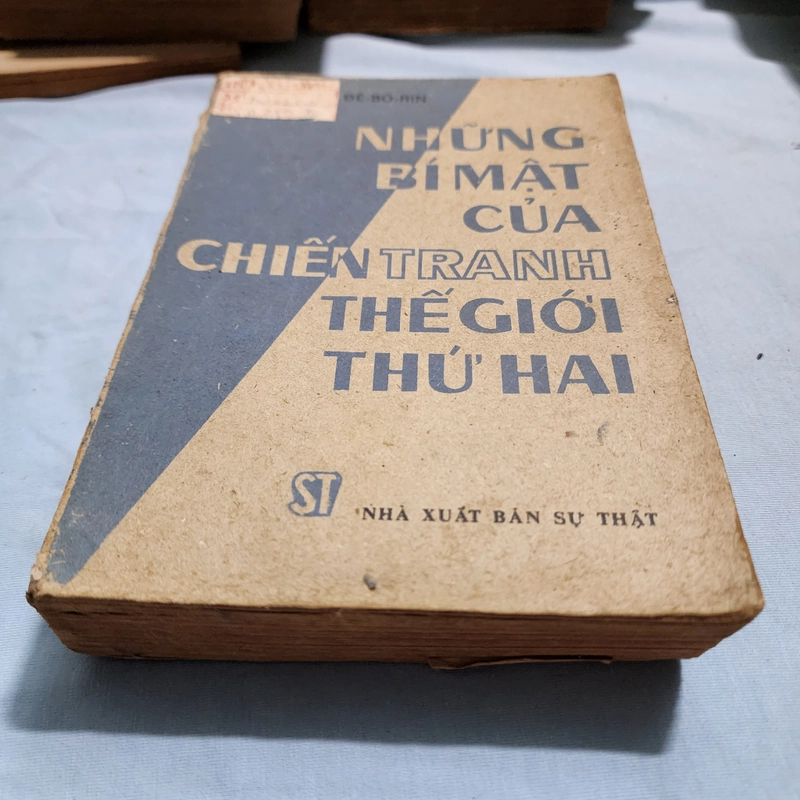 ĐÊ-BÔ-RIN
NHỮNG
BÍ MẬT
CỦA
CHIẾN TRANH
THẾ GIỚI
THỨ HAI
ST
NHÀ XUẤT BẢN SỰ THẬT